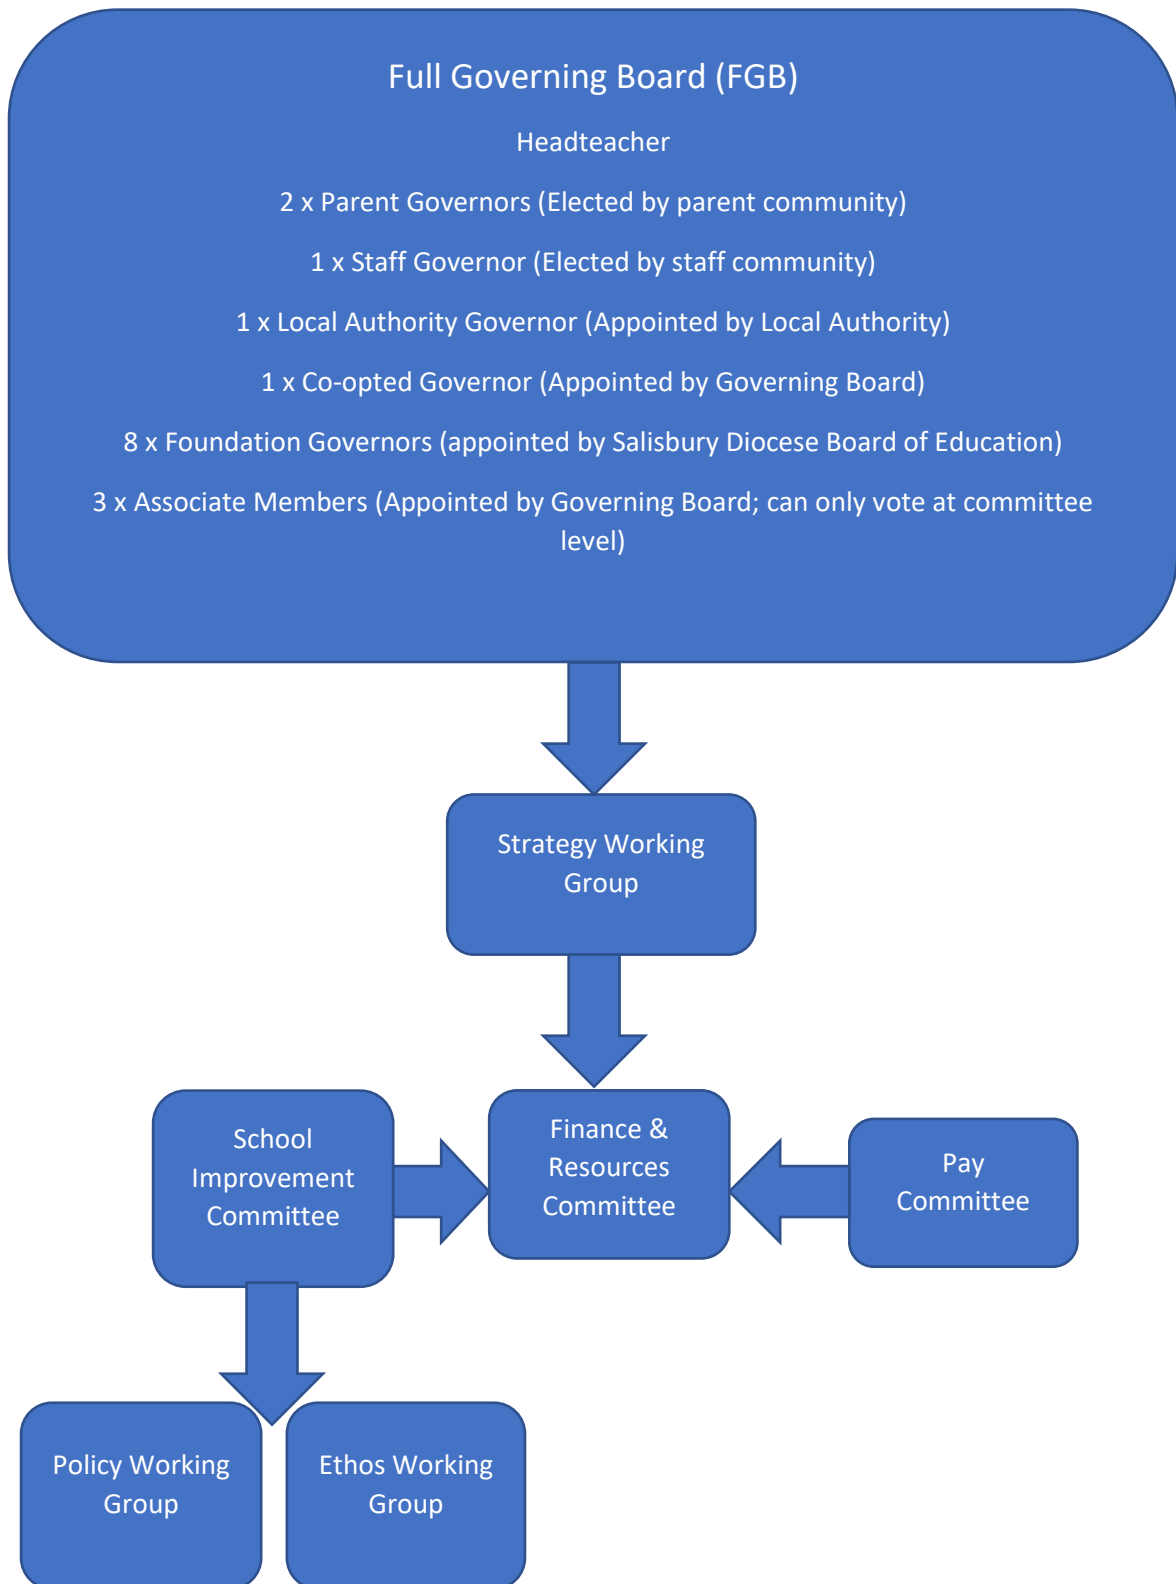 Full Governing Board (FGB)
Headteacher
2 x Parent Governors (Elected by parent community)
1 x Staff Governor (Elected by staff community)
1 x Local Authority Governor (Appointed by Local Authority)
1 x Co-opted Governor (Appointed by Governing Board)
8 x Foundation Governors (appointed by Salisbury Diocese Board of Education)
3 x Associate Members (Appointed by Governing Board; can only vote at committee
level)
Strategy Working
Group
School
Improvement
Committee
Finance &
Resources
Committee
Pay
Committee
Policy Working
Group
Ethos Working
Group